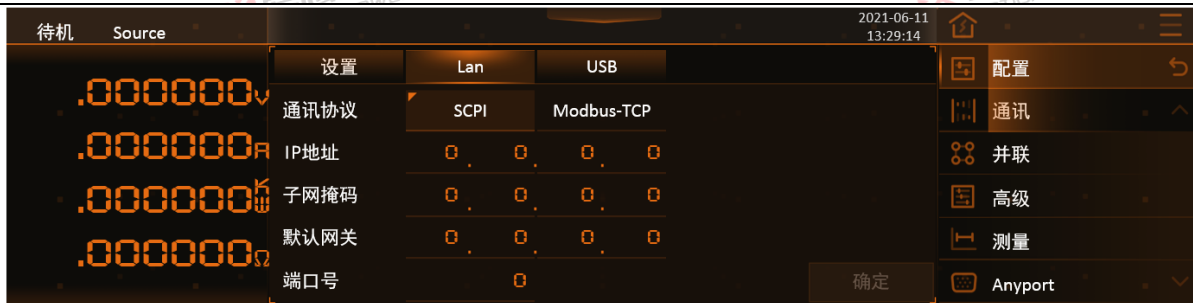 待机 Source
2021-06-11
13:29:14
设置 Lan USB
配置
.000000V
通讯协议 SCPI Modbus-TCP
通讯
.000000A
IP地址 0. 0. 0. 0
并联
.000000kW
子网掩码 0. 0. 0. 0
高级
默认网关 0. 0. 0. 0
测量
.000000Ω
端口号 0
确定
Anyport